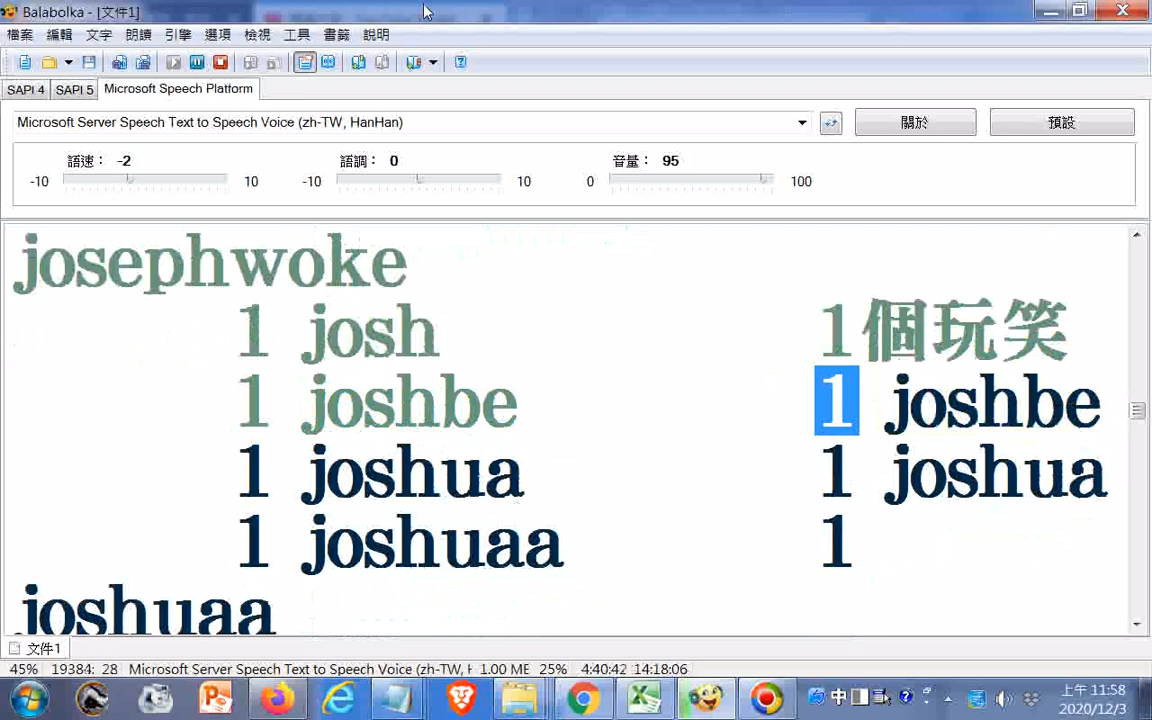 Balabolka - [文件1]
檔案 編輯 文字 朗讀 引擎 選項 檢視 工具 書籤 說明
SAPI 4 SAPI 5 Microsoft Speech Platform
Microsoft Server Speech Text to Speech Voice (zh-TW, HanHan) 關於 預設
語速： -2 語調： 0 音量： 95
-10 10 -10 10 0 100
josephwoke
1 josh 1個玩笑
1 joshbe 1 joshbe
1 joshua 1 joshua
1 joshuaa 1
joshuaa
文件1
45% 19384: 28 Microsoft Server Speech Text to Speech Voice (zh-TW, H 1.00 ME 25% 4:40:42 14:18:06
中 上午 11:58
2020/12/3